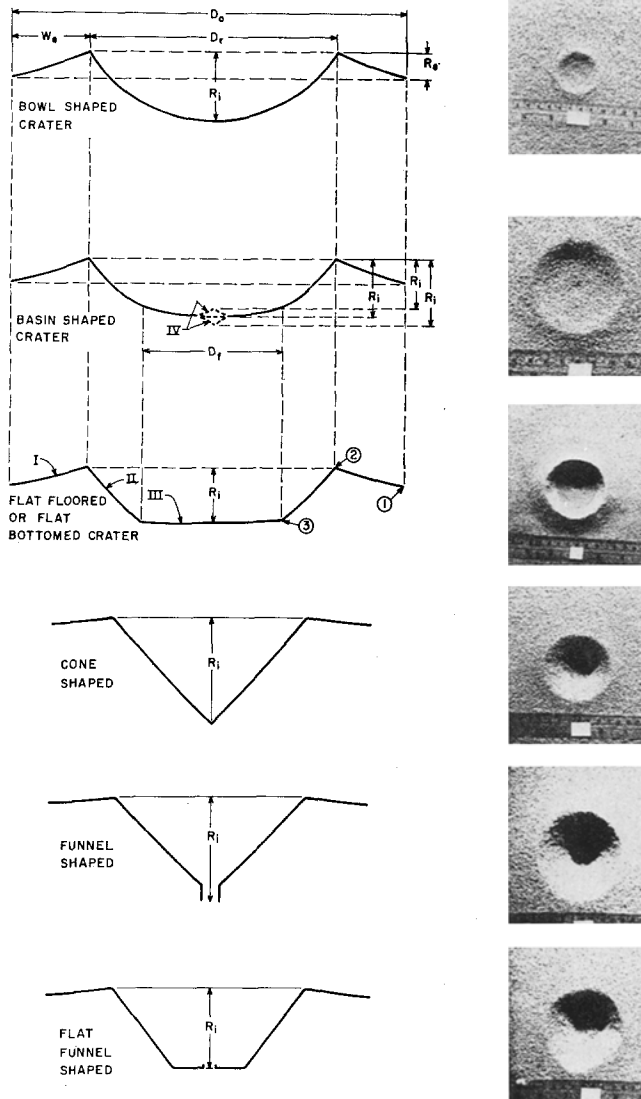 Do
We
Dr
Re
Ri
BOWL SHAPED
CRATER
Ri
Ri
Ri
IV
BASIN SHAPED
CRATER
Df
I
II
2
1
III
Ri
3
FLAT FLOORED
OR FLAT
BOTTOMED CRATER
CONE
SHAPED
Ri
Ri
FUNNEL
SHAPED
Ri
FLAT
FUNNEL
SHAPED